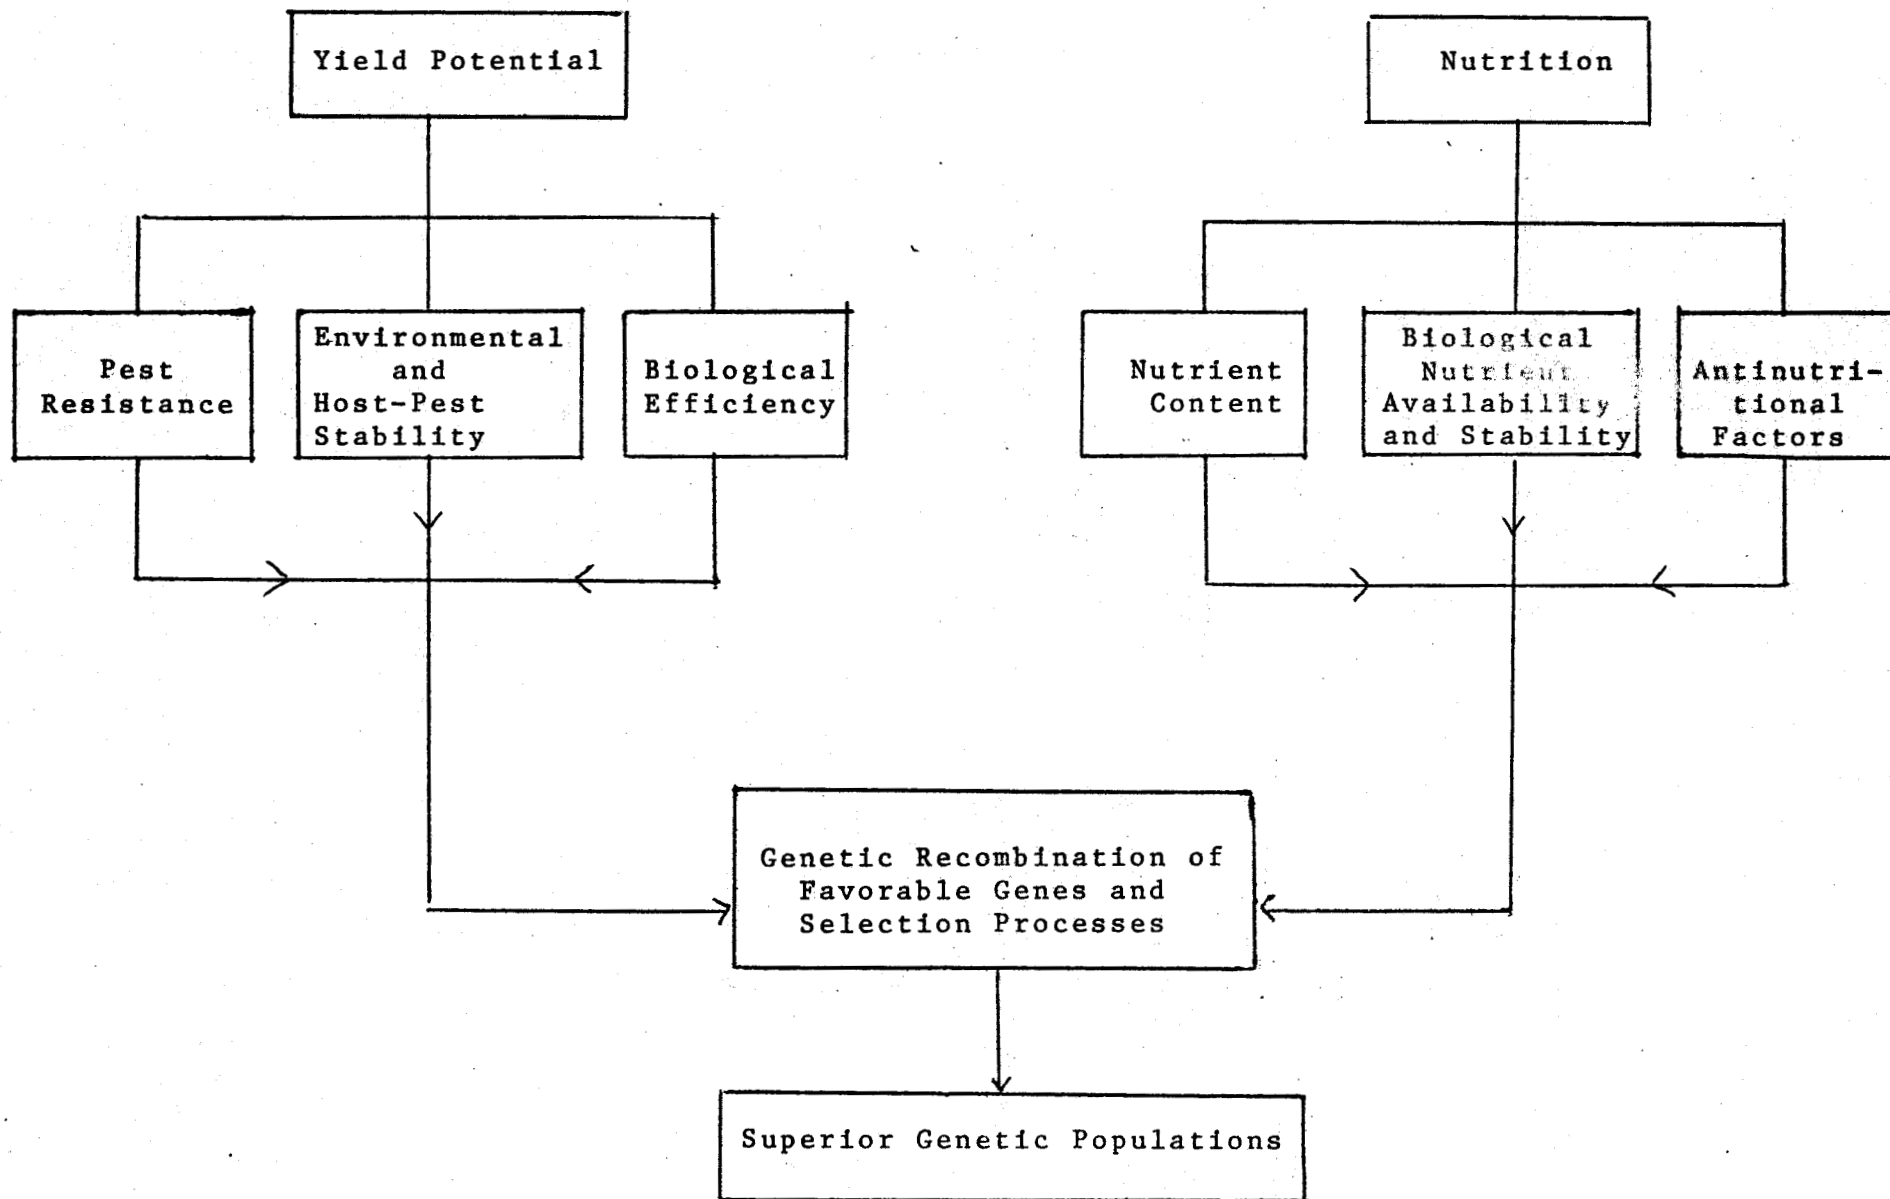 Yield Potential
Nutrition
Pest
Resistance
Environmental
and
Host-Pest
Stability
Biological
Efficiency
Nutrient
Content
Biological
Nutrient
Availability
and Stability
Antinutri-
tional
Factors
Genetic Recombination of
Favorable Genes and
Selection Processes
Superior Genetic Populations